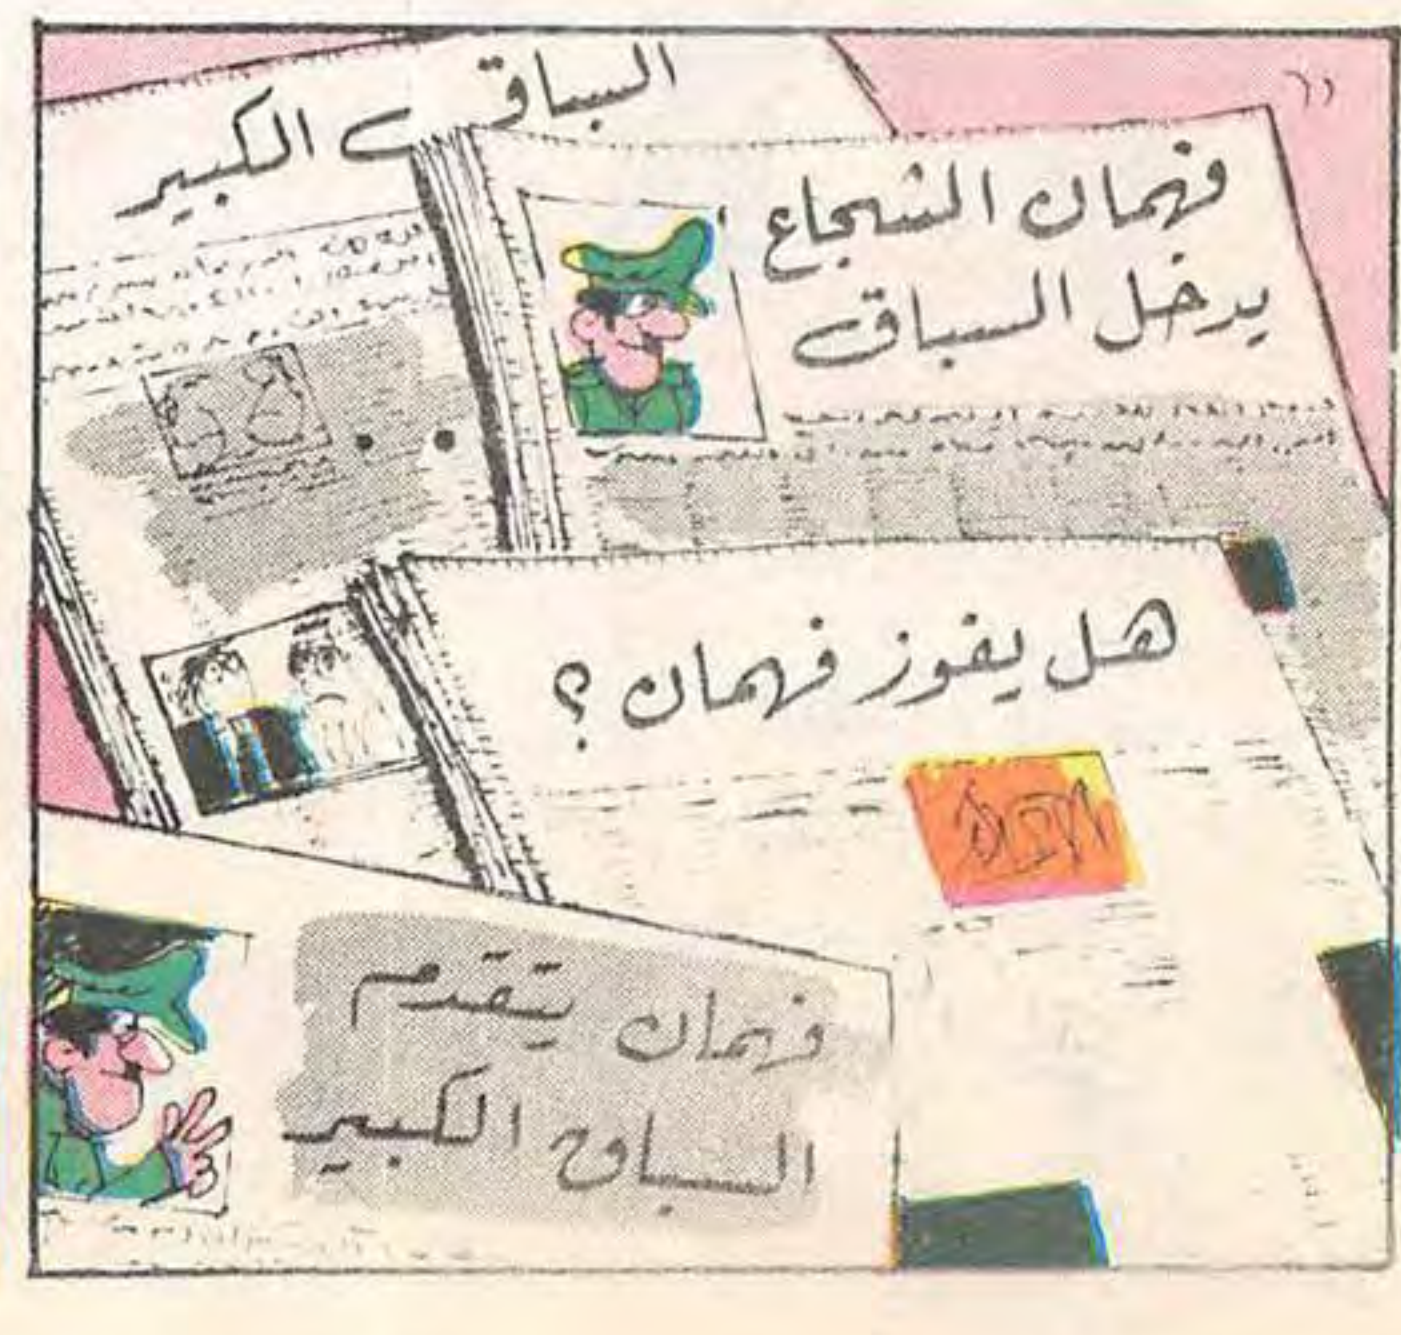 السباق الكبير
فهمان الشجاع
يدخل السباق
هل يفوز فهمان ؟
فهمان يتقدم
السباق الكبير